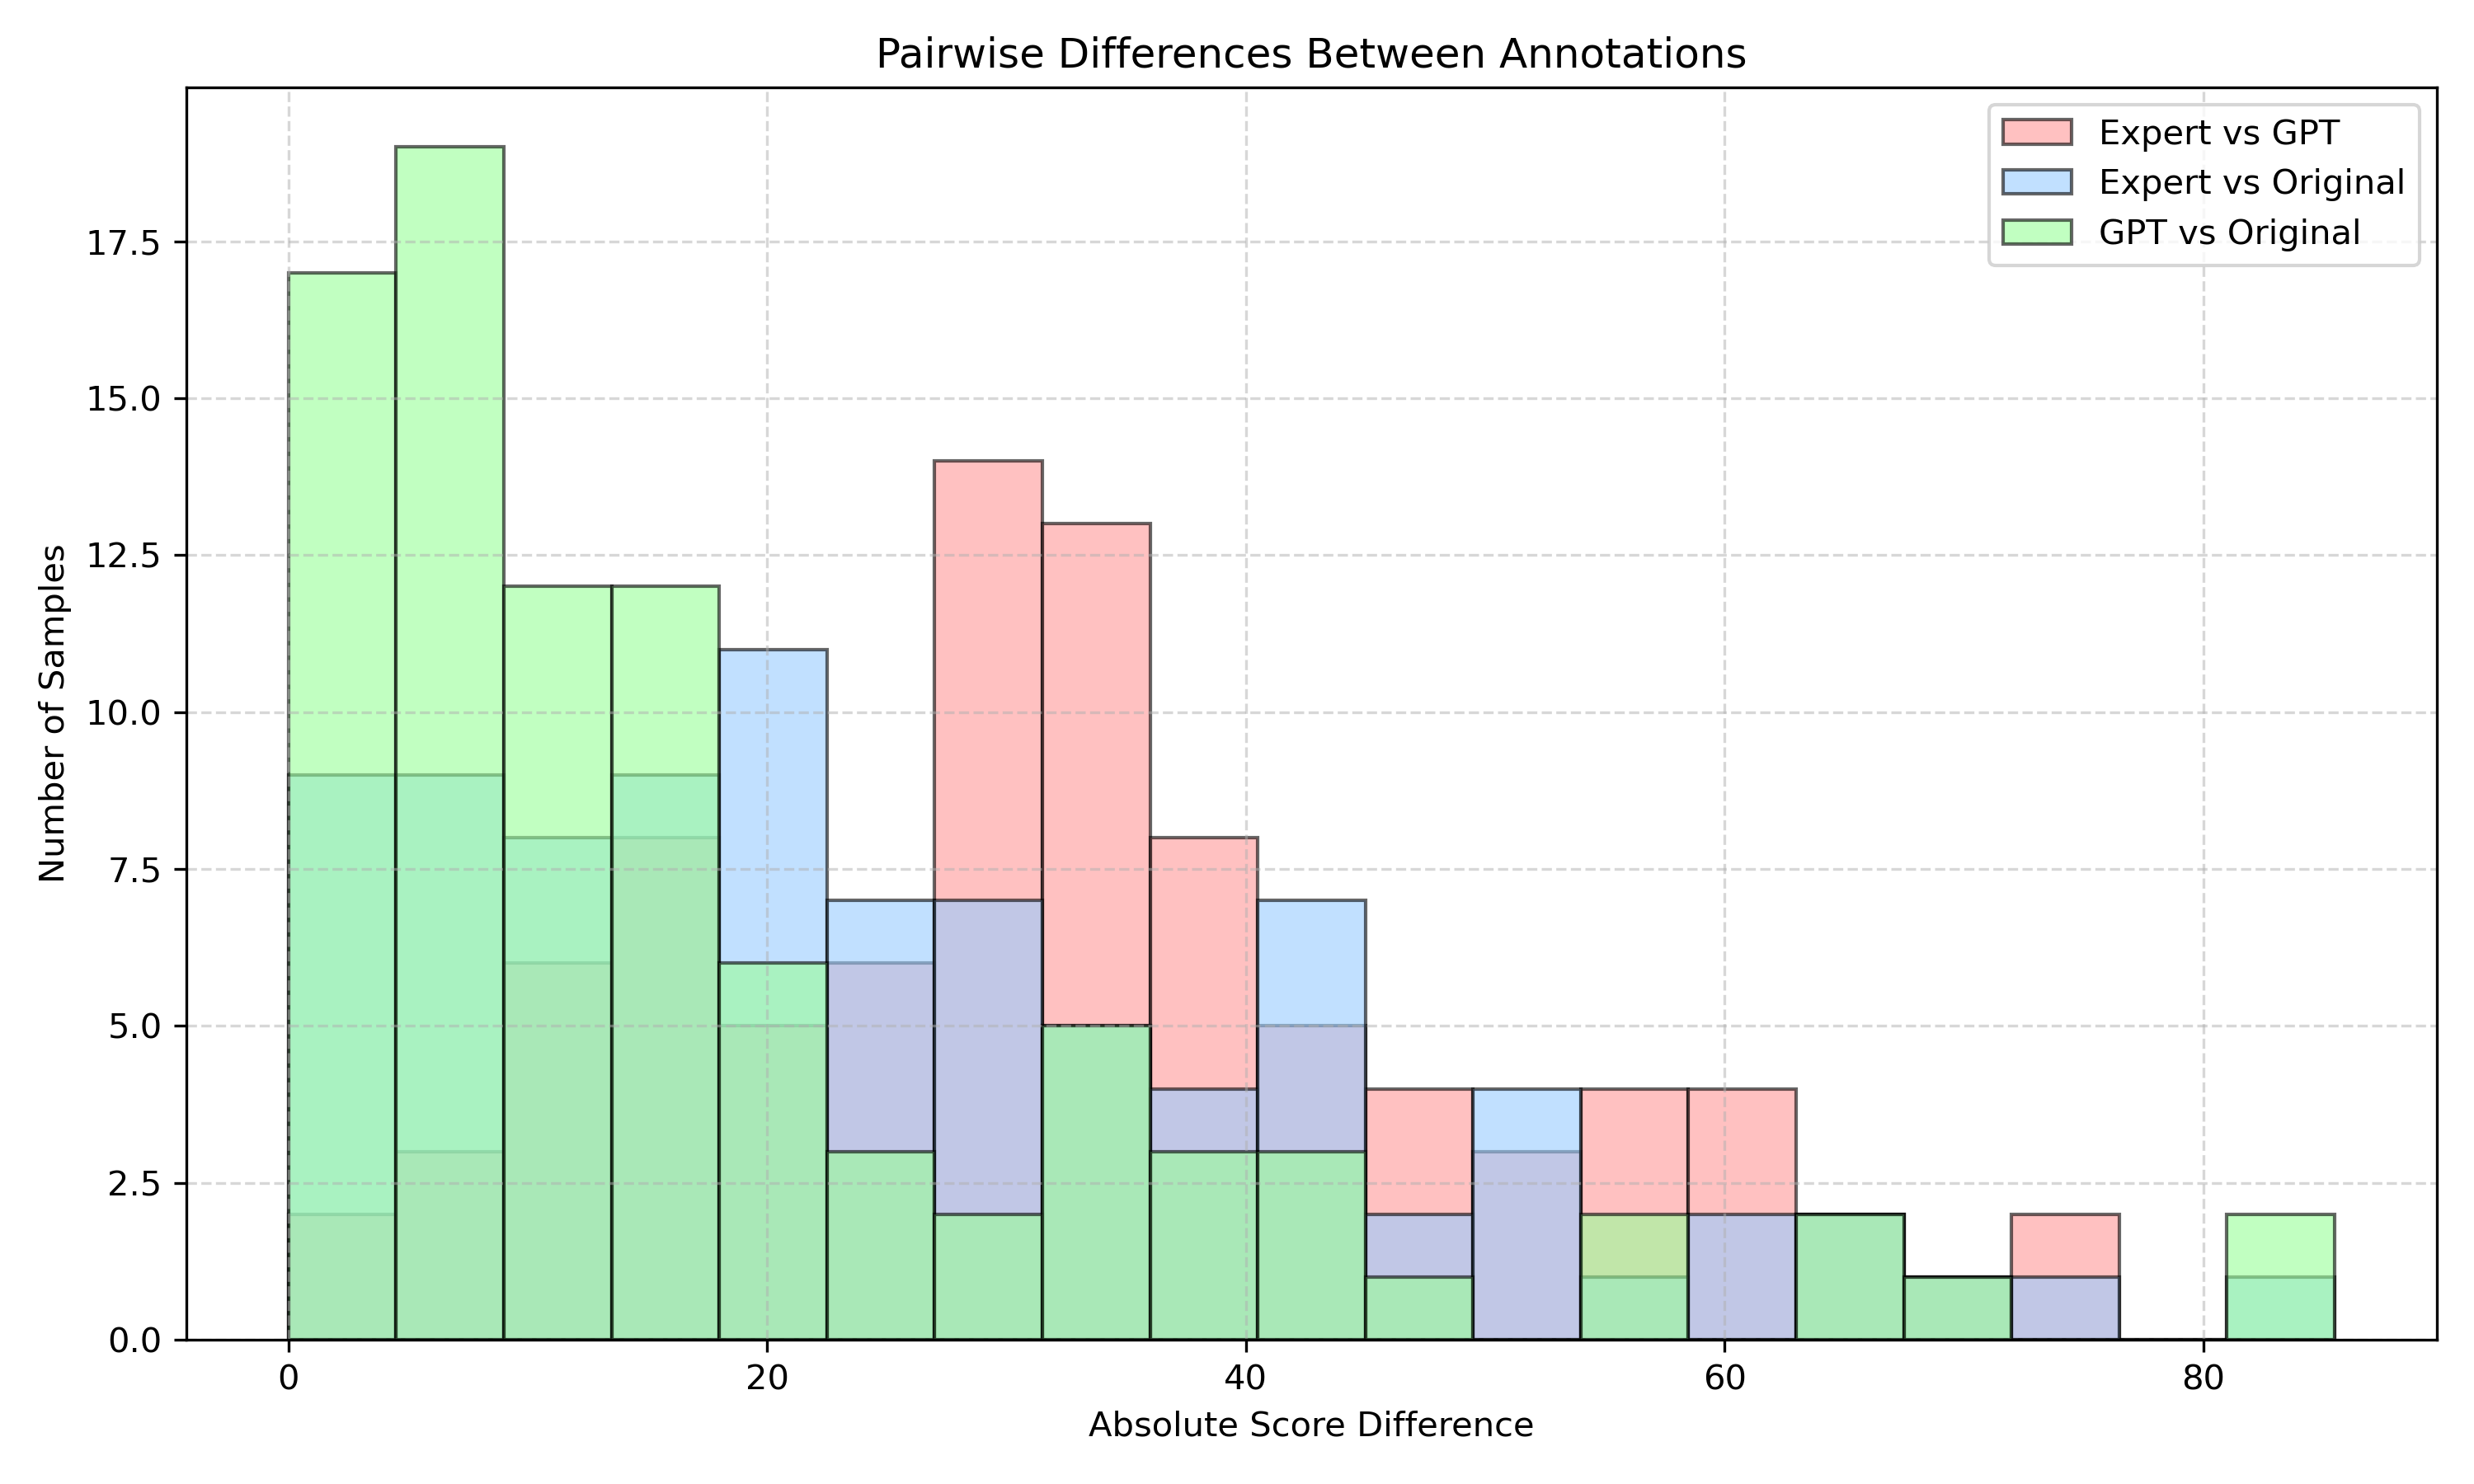 Pairwise Differences Between Annotations
Expert vs GPT
Expert vs Original
GPT vs Original
Number of Samples
17.5
15.0
12.5
10.0
7.5
5.0
2.5
0.0
0 20 40 60 80
Absolute Score Difference